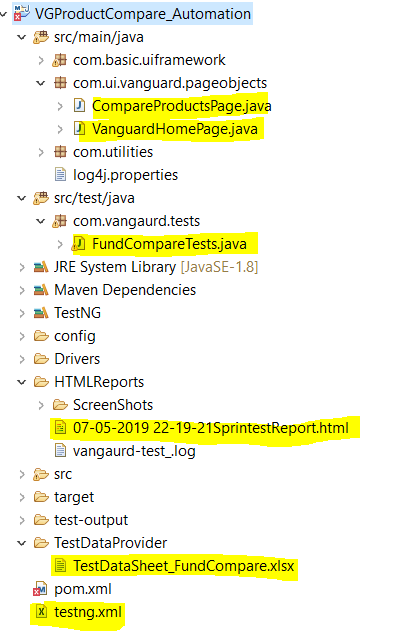 VGProductCompare_Automation
src/main/java
com.basic.uiframework
com.ui.vanguard.pageobjects
CompareProductsPage.java
VanguardHomePage.java
com.utilities
log4j.properties
src/test/java
com.vangaurd.tests
FundCompareTests.java
JRE System Library [JavaSE-1.8]
Maven Dependencies
TestNG
config
Drivers
HTMLReports
ScreenShots
07-05-2019 22-19-21SprintestReport.html
vangaurd-test_.log
src
target
test-output
TestDataProvider
TestDataSheet_FundCompare.xlsx
pom.xml
testng.xml